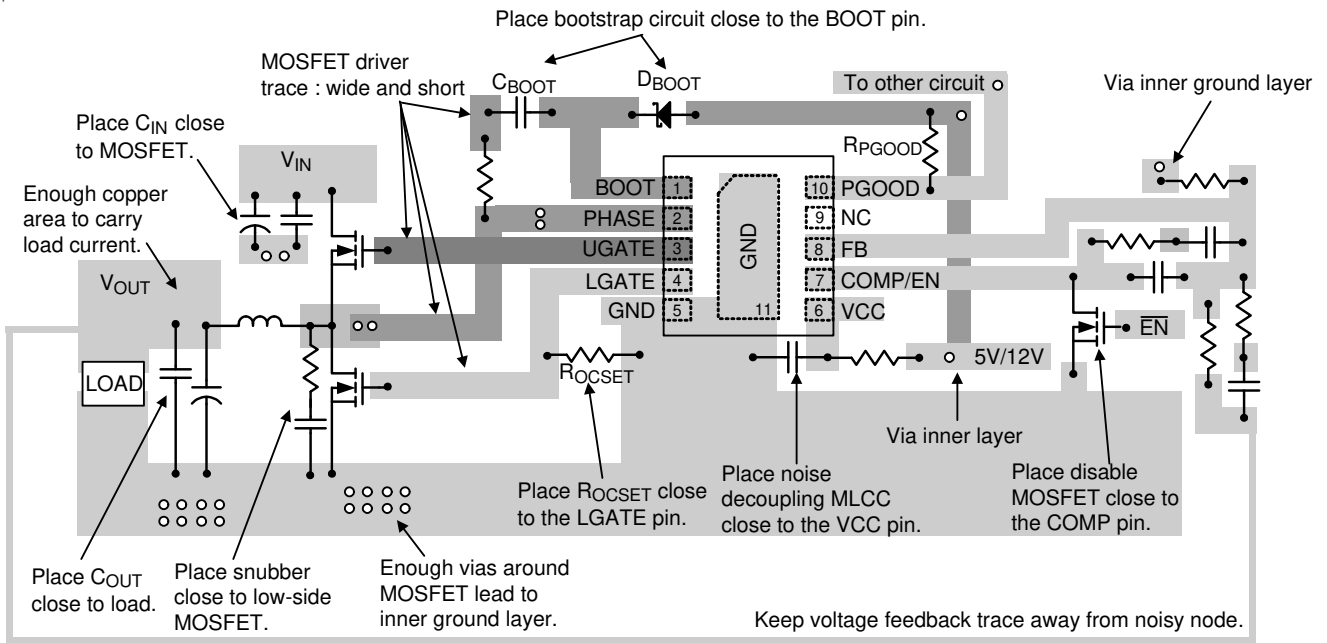 Place bootstrap circuit close to the BOOT pin.
MOSFET driver
trace : wide and short
CBOOT
DBOOT
To other circuit
Via inner ground layer
Place CIN close
to MOSFET.
VIN
RPGOOD
Enough copper
area to carry
load current.
BOOT 1
PHASE 2
UGATE 3
LGATE 4
GND 5
GND
11
10 PGOOD
9 NC
8 FB
7 COMP/EN
6 VCC
VOUT
LOAD
ROCSET
5V/12V
EN
Via inner layer
Place ROCSET close
to the LGATE pin.
Place noise
decoupling MLCC
close to the VCC pin.
Place disable
MOSFET close to
the COMP pin.
Place COUT
close to load.
Place snubber
close to low-side
MOSFET.
Enough vias around
MOSFET lead to
inner ground layer.
Keep voltage feedback trace away from noisy node.